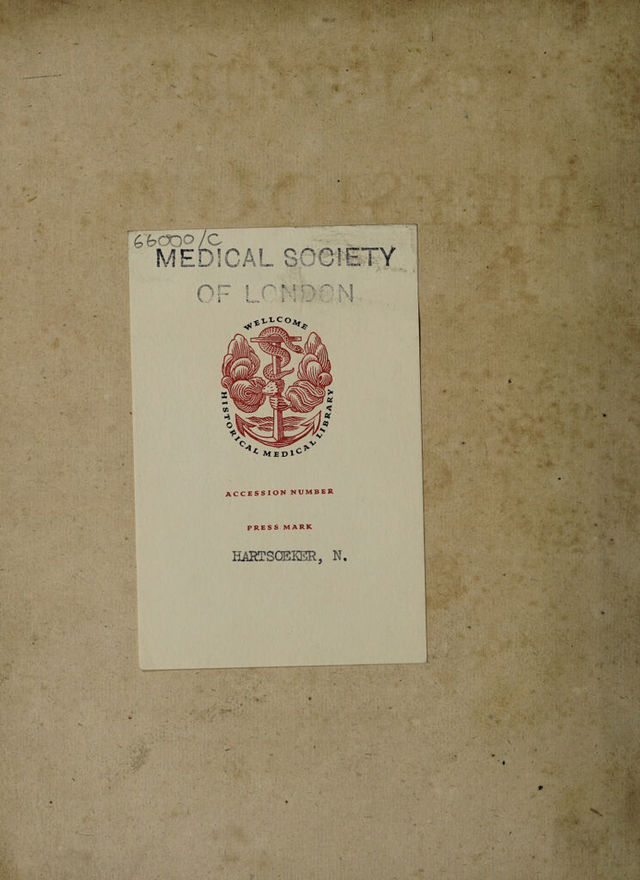 66000/C
MEDICAL SOCIETY
OF LONDON
WELLCOME
HISTORICAL MEDICAL LIBRARY
ACCESSION NUMBER
PRESS MARK
HARTSOEKER, N.